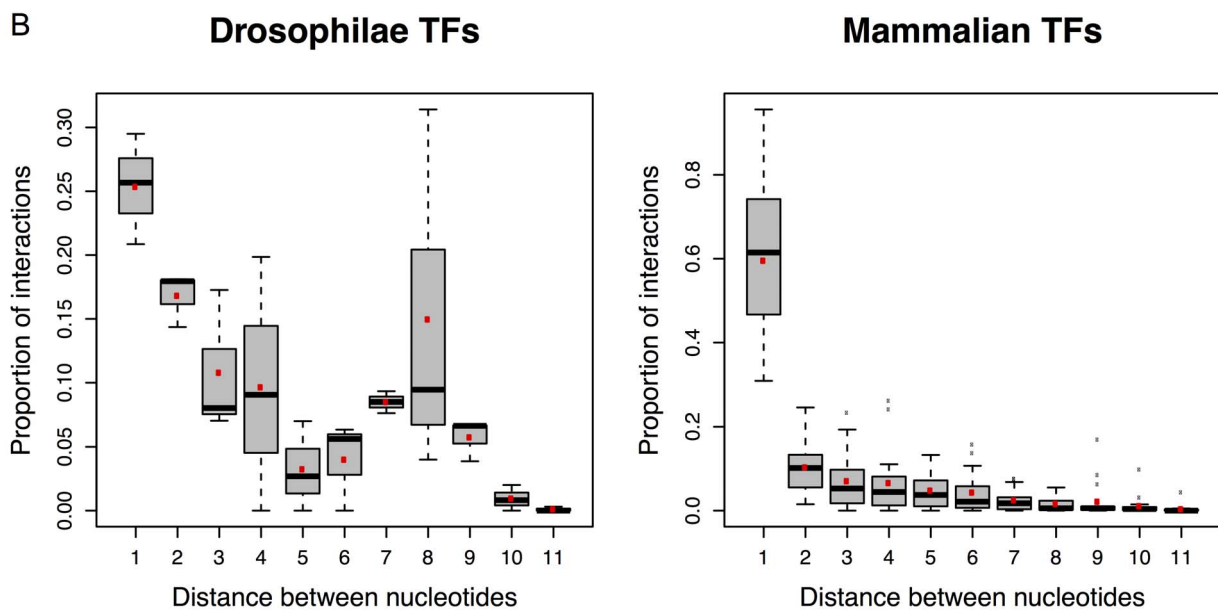 B
Drosophilae TFs
Proportion of interactions
0.30
0.25
0.20
0.15
0.10
0.05
0.00
1 2 3 4 5 6 7 8 9 10 11
Distance between nucleotides
Mammalian TFs
Proportion of interactions
0.8
0.6
0.4
0.2
0.0
1 2 3 4 5 6 7 8 9 10 11
Distance between nucleotides